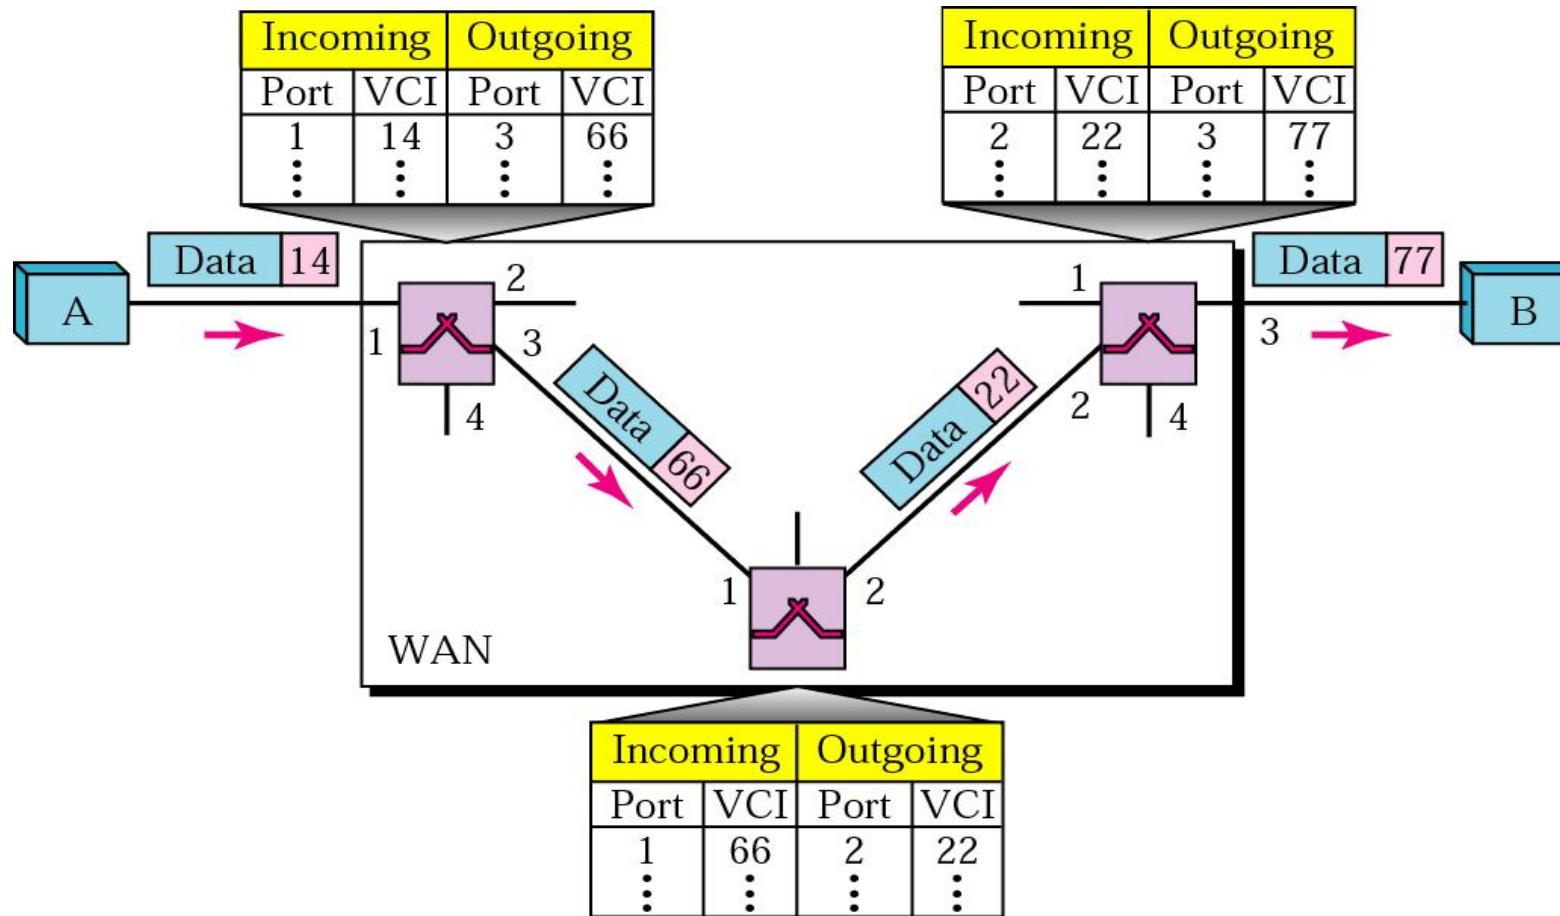 Incoming Outgoing
Port VCI Port VCI
1 14 3 66
Incoming Outgoing
Port VCI Port VCI
2 22 3 77
A
Data 14
1
2
3
4
Data 66
WAN
1
2
Data 22
1
2
3
4
Data 77
B
Incoming Outgoing
Port VCI Port VCI
1 66 2 22